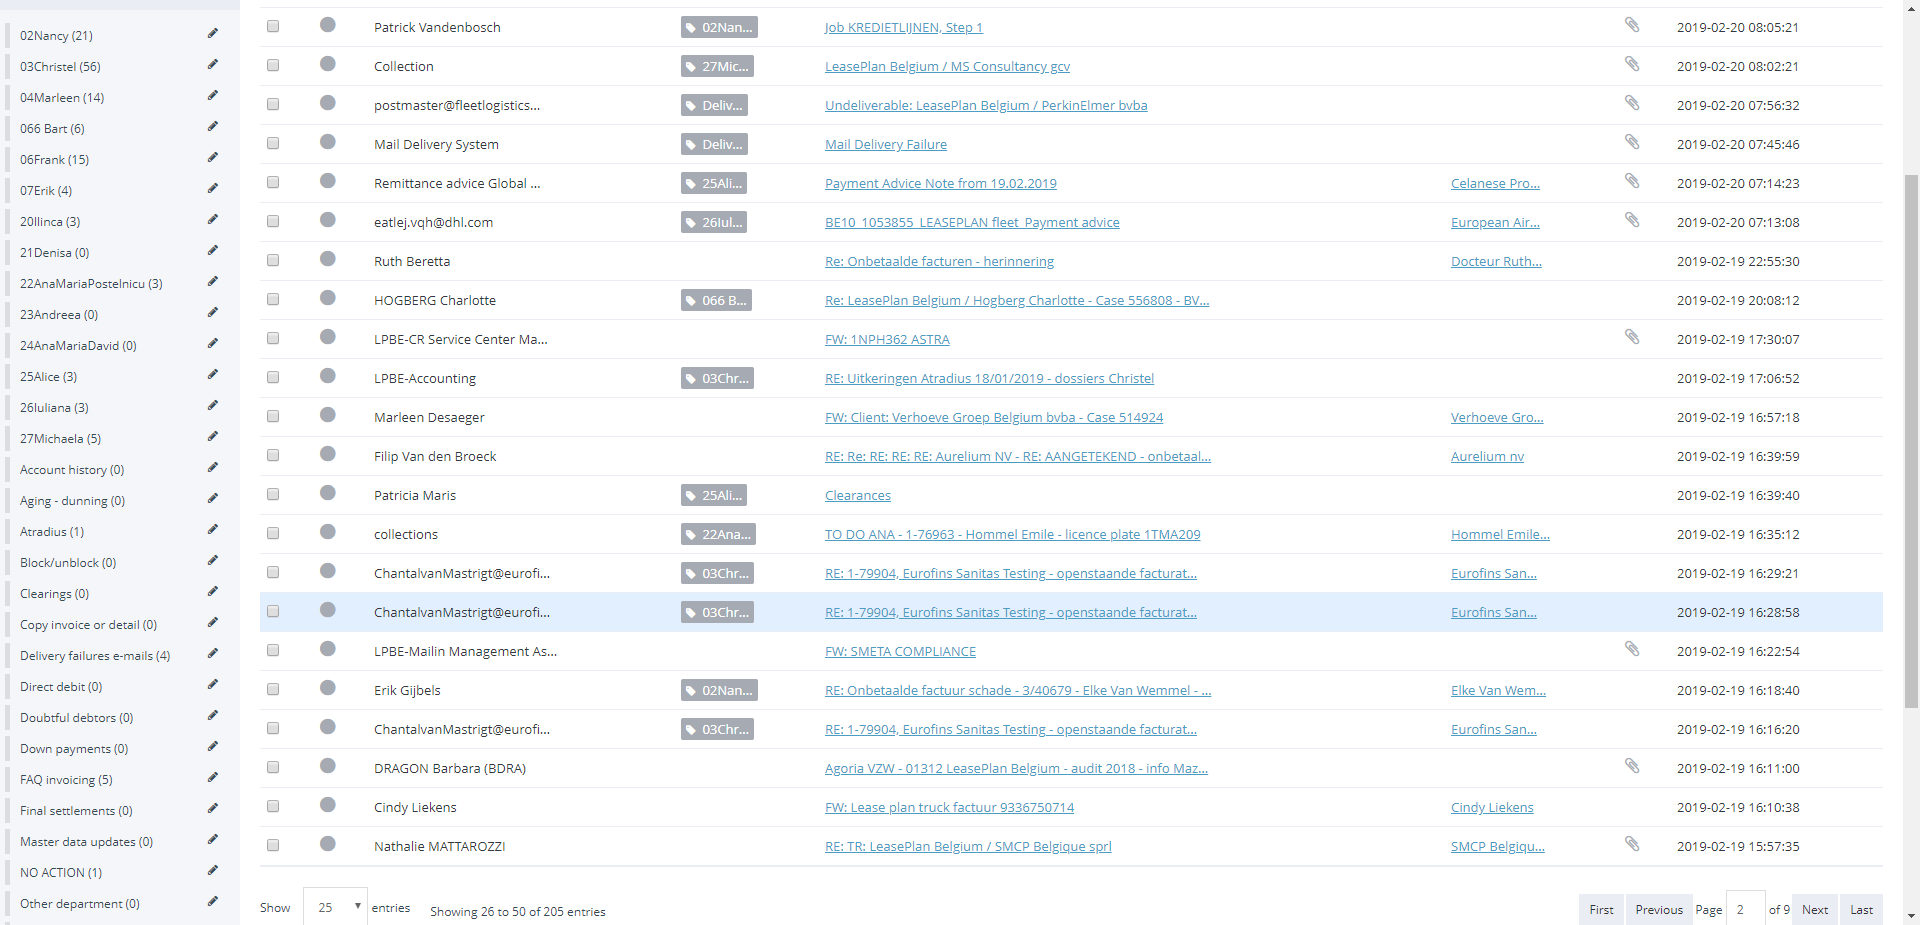 02Nancy (21)
03Christel (56)
04Marleen (14)
066 Bart (6)
06Frank (15)
07Erik (4)
20Ilinca (3)
21Denisa (0)
22AnaMariaPostelnicu (3)
23Andreea (0)
24AnaMariaDavid (0)
25Alice (3)
26Iuliana (3)
27Michaela (5)
Account history (0)
Aging - dunning (0)
Atradius (1)
Block/unblock (0)
Clearings (0)
Copy invoice or detail (0)
Delivery failures e-mails (4)
Direct debit (0)
Doubtful debtors (0)
Down payments (0)
FAQ invoicing (5)
Final settlements (0)
Master data updates (0)
NO ACTION (1)
Other department (0)
Patrick Vandenbosch 02Nan... Job KREDIETLIJNEN, Step 1 2019-02-20 08:05:21
Collection 27Mic... LeasePlan Belgium / MS Consultancy gcv 2019-02-20 08:02:21
postmaster@fleetlogistics... Deliv... Undeliverable: LeasePlan Belgium / PerkinElmer bvba 2019-02-20 07:56:32
Mail Delivery System Deliv... Mail Delivery Failure 2019-02-20 07:45:46
Remittance advice Global ... 25Ali... Payment Advice Note from 19.02.2019 Celanese Pro... 2019-02-20 07:14:23
eatlej.vqh@dhl.com 26Iul... BE10_1053855_LEASEPLAN fleet_Payment advice European Air... 2019-02-20 07:13:08
Ruth Beretta Re: Onbetaalde facturen - herinnering Docteur Ruth... 2019-02-19 22:55:30
HOGBERG Charlotte 066 B... Re: LeasePlan Belgium / Hogberg Charlotte - Case 556808 - BV... 2019-02-19 20:08:12
LPBE-CR Service Center Ma... FW: 1NPH362 ASTRA 2019-02-19 17:30:07
LPBE-Accounting 03Chr... RE: Uitkeringen Atradius 18/01/2019 - dossiers Christel 2019-02-19 17:06:52
Marleen Desaeger FW: Client: Verhoeve Groep Belgium bvba - Case 514924 Verhoeve Gro... 2019-02-19 16:57:18
Filip Van den Broeck RE: Re: RE: RE: RE: Aurelium NV - RE: AANGETEKEND - onbetaal... Aurelium nv 2019-02-19 16:39:59
Patricia Maris 25Ali... Clearances 2019-02-19 16:39:40
collections 22Ana... TO DO ANA - 1-76963 - Hommel Emile - licence plate 1TMA209 Hommel Emile... 2019-02-19 16:35:12
ChantalvanMastrigt@eurofi... 03Chr... RE: 1-79904, Eurofins Sanitas Testing - openstaande facturat... Eurofins San... 2019-02-19 16:29:21
ChantalvanMastrigt@eurofi... 03Chr... RE: 1-79904, Eurofins Sanitas Testing - openstaande facturat... Eurofins San... 2019-02-19 16:28:58
LPBE-Mailin Management As... FW: SMETA COMPLIANCE 2019-02-19 16:22:54
Erik Gijbels 02Nan... RE: Onbetaalde factuur schade - 3/40679 - Elke Van Wemmel - ... Elke Van Wem... 2019-02-19 16:18:40
ChantalvanMastrigt@eurofi... 03Chr... RE: 1-79904, Eurofins Sanitas Testing - openstaande facturat... Eurofins San... 2019-02-19 16:16:20
DRAGON Barbara (BDRA) Agoria VZW - 01312 LeasePlan Belgium - audit 2018 - info Maz... 2019-02-19 16:11:00
Cindy Liekens FW: Lease plan truck factuur 9336750714 Cindy Liekens 2019-02-19 16:10:38
Nathalie MATTAROZZI RE: TR: LeasePlan Belgium / SMCP Belgique sprl SMCP Belgiqu... 2019-02-19 15:57:35
Show 25 entries Showing 26 to 50 of 205 entries First Previous Page 2 of 9 Next Last